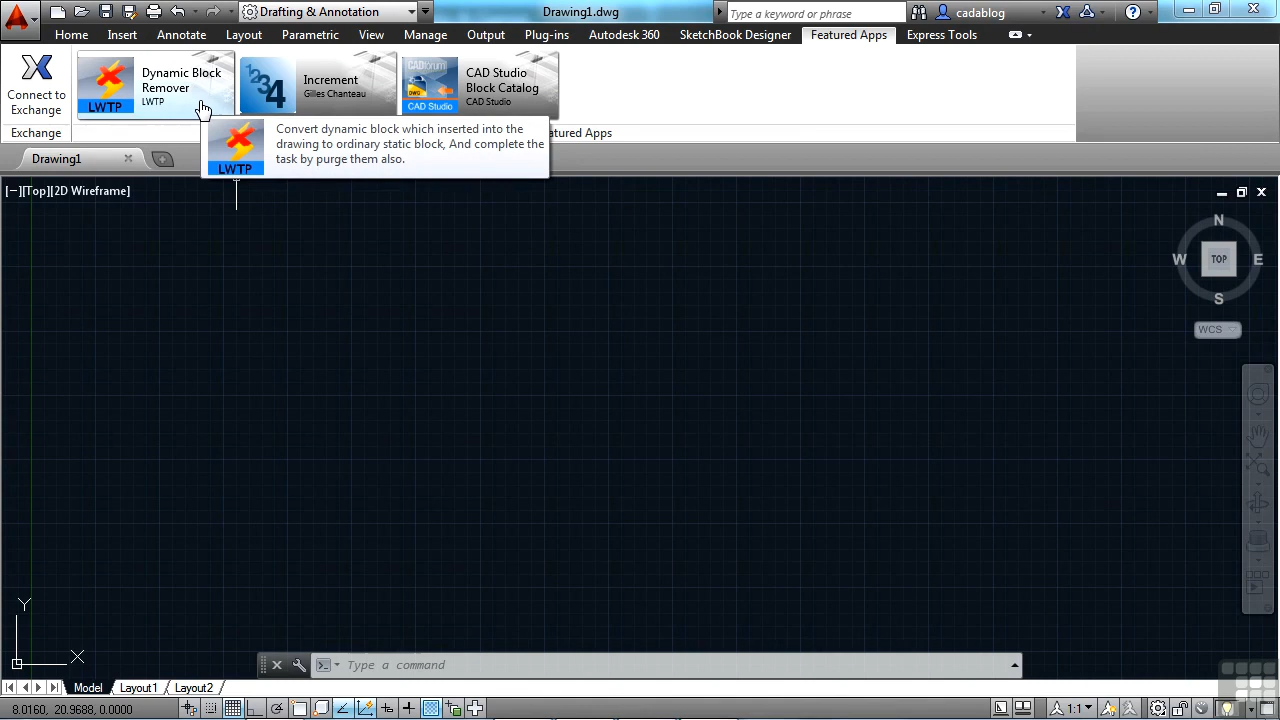 Drafting & Annotation
Drawing1.dwg
Type a keyword or phrase
cadablog
Home Insert Annotate Layout Parametric View Manage Output Plug-ins Autodesk 360 SketchBook Designer Featured Apps Express Tools
Connect to
Exchange
Dynamic Block
Remover
LWTP
LWTP
1234
Increment
Gilles Chanteau
CADforum
DWG
CAD Studio
CAD Studio
Block Catalog
CAD Studio
Exchange
atured Apps
Convert dynamic block which inserted into the
drawing to ordinary static block, And complete the
task by purge them also.
LWTP
Drawing1
[−][Top][2D Wireframe]
N
W
TOP
E
S
WCS
Y
X
Type a command
Model Layout1 Layout2
8.0160, 20.9688, 0.0000
1:1